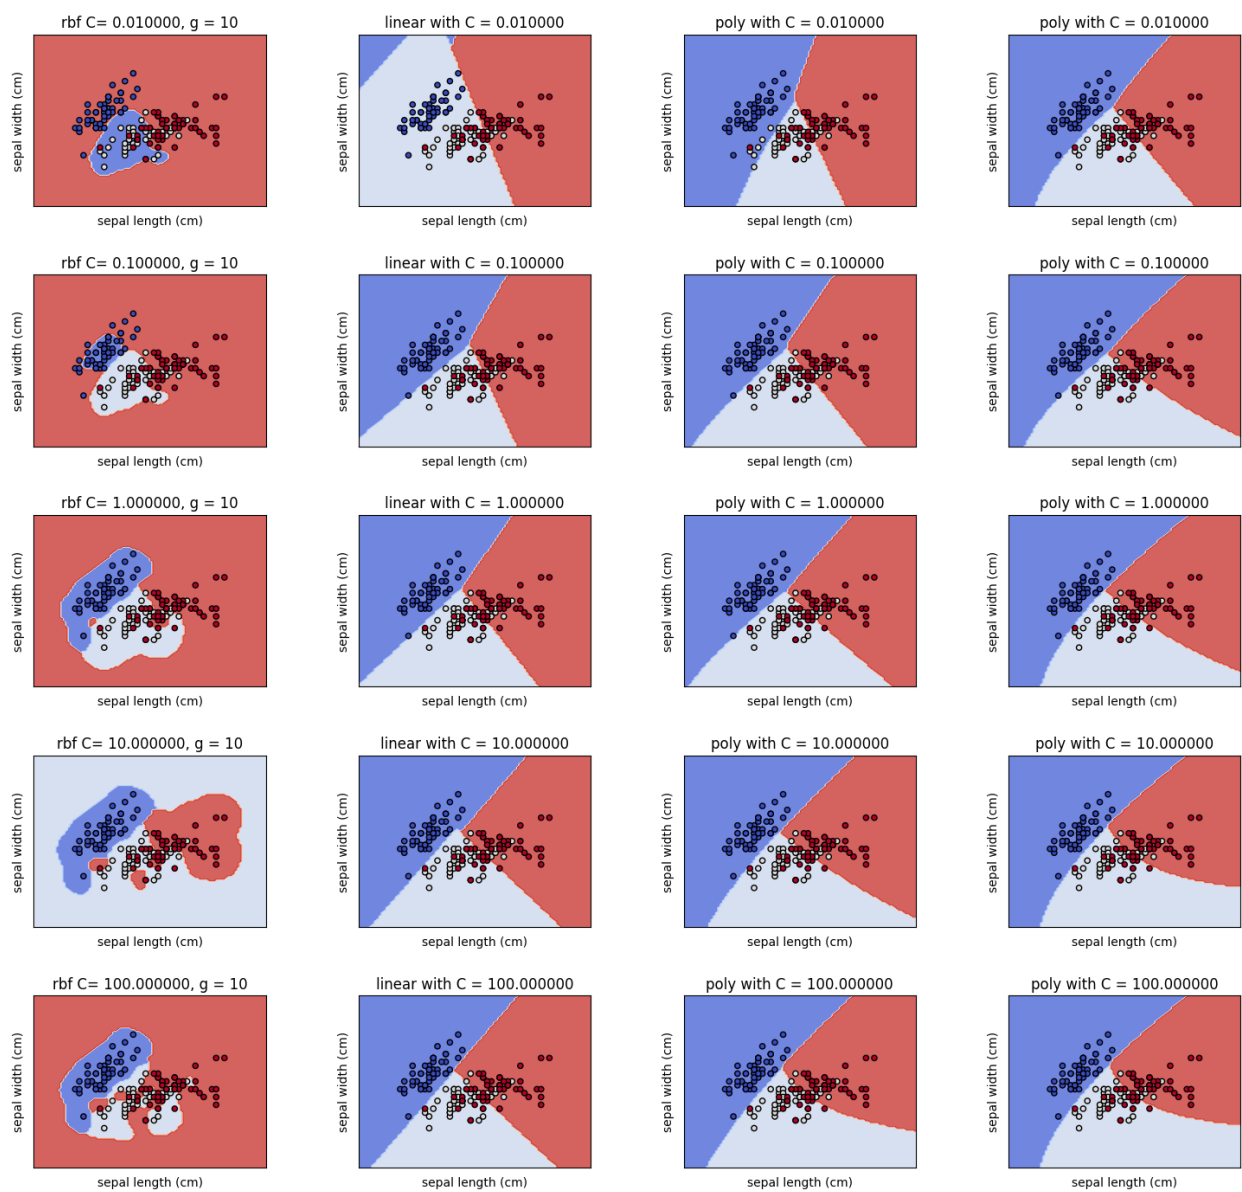 rbf C= 0.010000, g = 10
linear with C = 0.010000
poly with C = 0.010000
poly with C = 0.010000
sepal width (cm)
sepal width (cm)
sepal width (cm)
sepal width (cm)
sepal length (cm)
sepal length (cm)
sepal length (cm)
sepal length (cm)
rbf C= 0.100000, g = 10
linear with C = 0.100000
poly with C = 0.100000
poly with C = 0.100000
sepal width (cm)
sepal width (cm)
sepal width (cm)
sepal width (cm)
sepal length (cm)
sepal length (cm)
sepal length (cm)
sepal length (cm)
rbf C= 1.000000, g = 10
linear with C = 1.000000
poly with C = 1.000000
poly with C = 1.000000
sepal width (cm)
sepal width (cm)
sepal width (cm)
sepal width (cm)
sepal length (cm)
sepal length (cm)
sepal length (cm)
sepal length (cm)
rbf C= 10.000000, g = 10
linear with C = 10.000000
poly with C = 10.000000
poly with C = 10.000000
sepal width (cm)
sepal width (cm)
sepal width (cm)
sepal width (cm)
sepal length (cm)
sepal length (cm)
sepal length (cm)
sepal length (cm)
rbf C= 100.000000, g = 10
linear with C = 100.000000
poly with C = 100.000000
poly with C = 100.000000
sepal width (cm)
sepal width (cm)
sepal width (cm)
sepal width (cm)
sepal length (cm)
sepal length (cm)
sepal length (cm)
sepal length (cm)